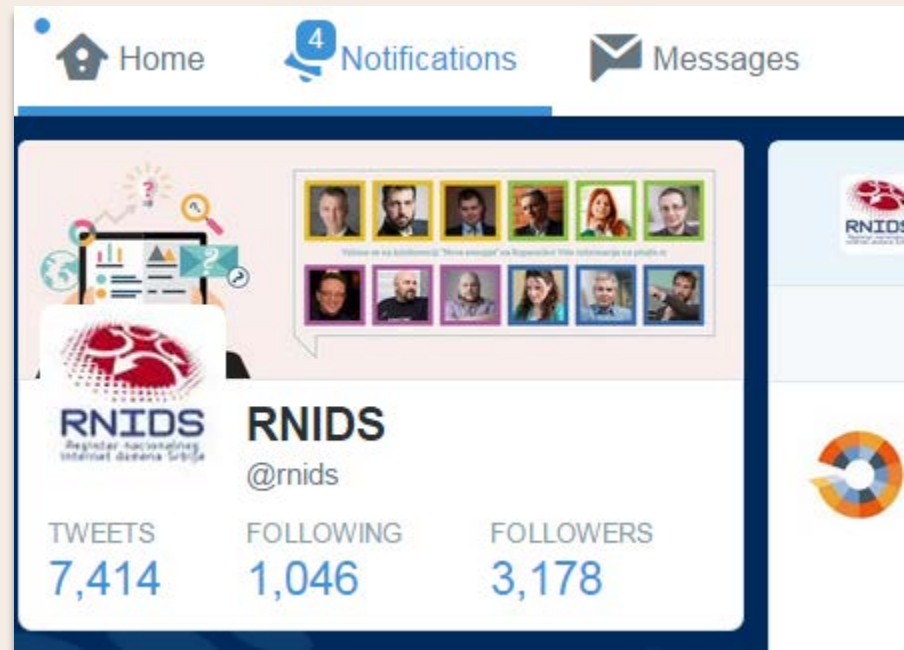 Home
4
Notifications
Messages
RNIDS
Registar nacionalnog
Internet domena Srbije
RNIDS
@rnids
TWEETS
FOLLOWING
FOLLOWERS
7,414
1,046
3,178
RNIDS